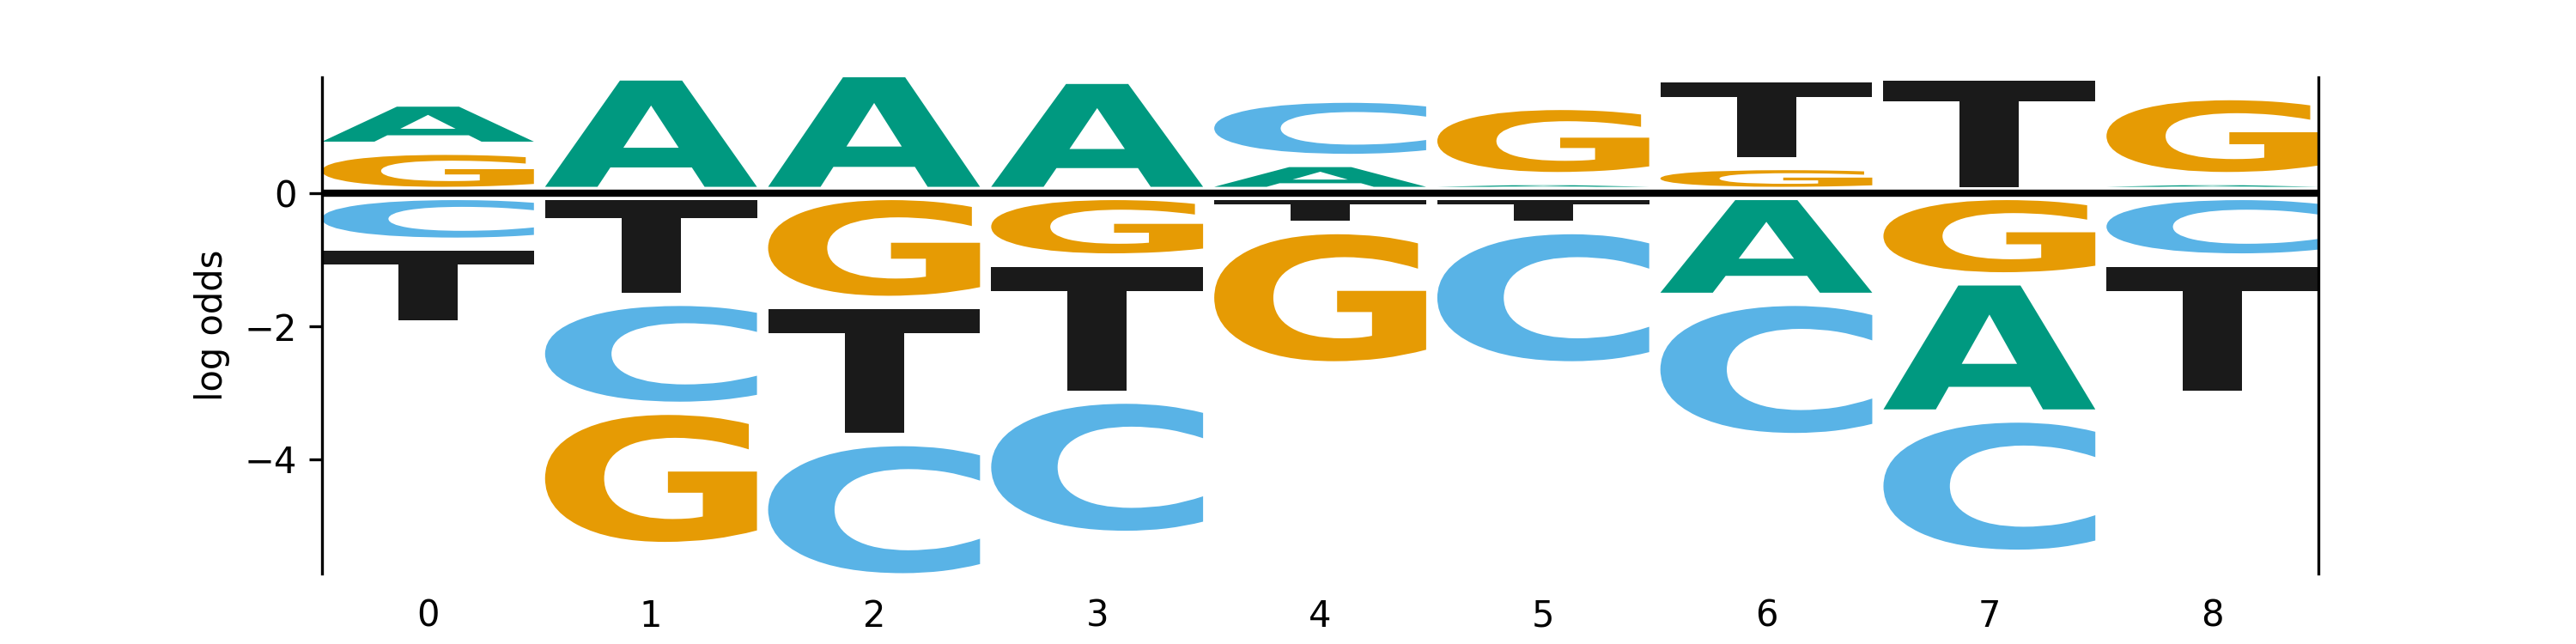 A A A A C G T T G
G A G
0
C T G G T T A G C
T C T T G C C A T
G C C C
−2
−4
log odds
0 1 2 3 4 5 6 7 8